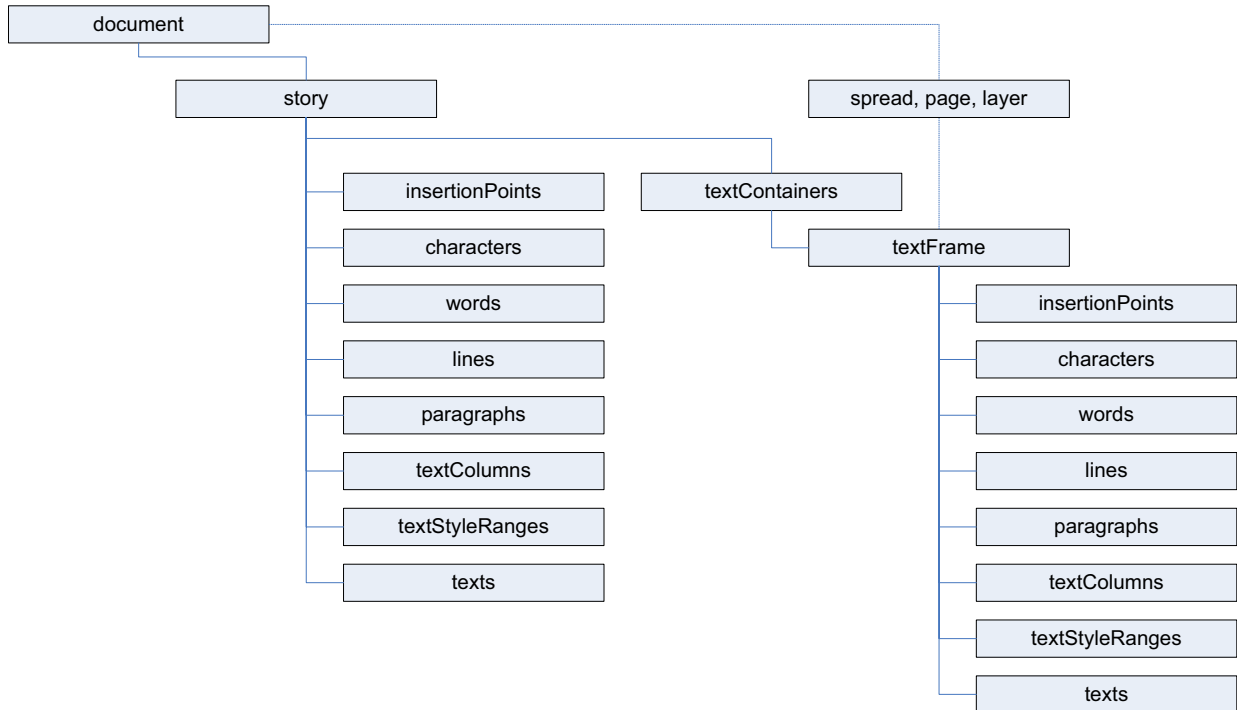 document
story
spread, page, layer
insertionPoints
textContainers
characters
textFrame
words
insertionPoints
lines
characters
paragraphs
words
textColumns
lines
textStyleRanges
paragraphs
texts
textColumns
textStyleRanges
texts